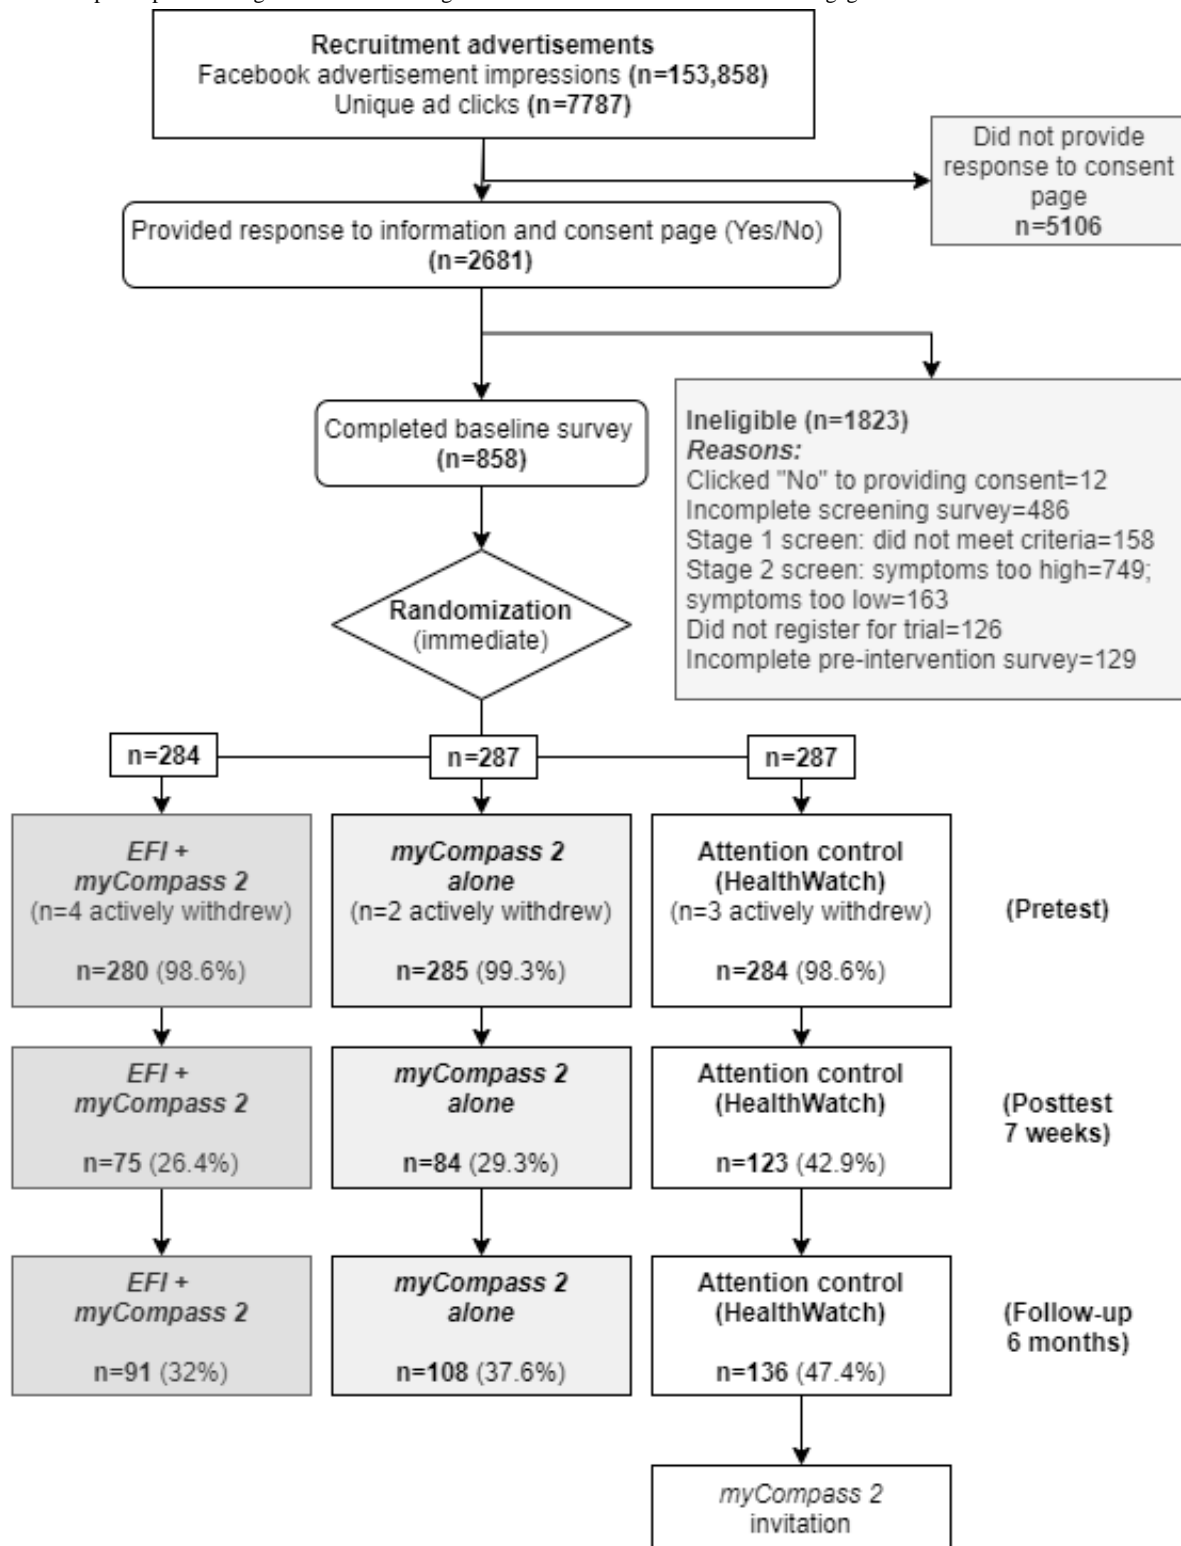 Recruitment advertisements
Facebook advertisement impressions (n=153,858)
Unique ad clicks (n=7787)
Did not provide
response to consent
page
n=5106
Provided response to information and consent page (Yes/No)
(n=2681)
Completed baseline survey
(n=858)
Ineligible (n=1823)
Reasons:
Clicked "No" to providing consent=12
Incomplete screening survey=486
Stage 1 screen: did not meet criteria=158
Stage 2 screen: symptoms too high=749;
symptoms too low=163
Did not register for trial=126
Incomplete pre-intervention survey=129
Randomization
(immediate)
n=284
n=287
n=287
EFI +
myCompass 2
(n=4 actively withdrew)
n=280 (98.6%)
myCompass 2
alone
(n=2 actively withdrew)
n=285 (99.3%)
Attention control
(HealthWatch)
(n=3 actively withdrew)
n=284 (98.6%)
(Pretest)
EFI +
myCompass 2
n=75 (26.4%)
myCompass 2
alone
n=84 (29.3%)
Attention control
(HealthWatch)
n=123 (42.9%)
(Posttest
7 weeks)
EFI +
myCompass 2
n=91 (32%)
myCompass 2
alone
n=108 (37.6%)
Attention control
(HealthWatch)
n=136 (47.4%)
(Follow-up
6 months)
myCompass 2
invitation